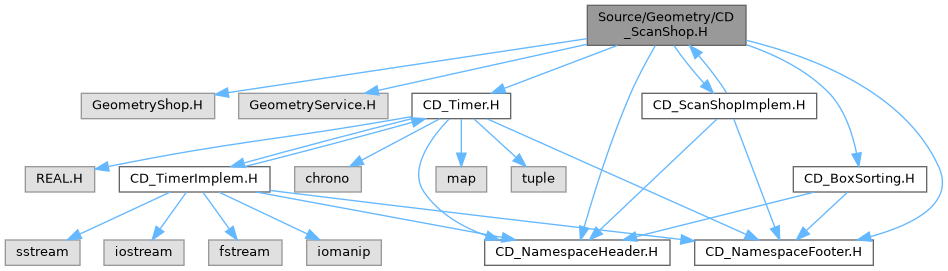 Source/Geometry/CD
_ScanShop.H
GeometryShop.H
GeometryService.H
CD_Timer.H
CD_ScanShopImplem.H
REAL.H
CD_TimerImplem.H
chrono
map
tuple
CD_BoxSorting.H
sstream
iostream
fstream
iomanip
CD_NamespaceHeader.H
CD_NamespaceFooter.H